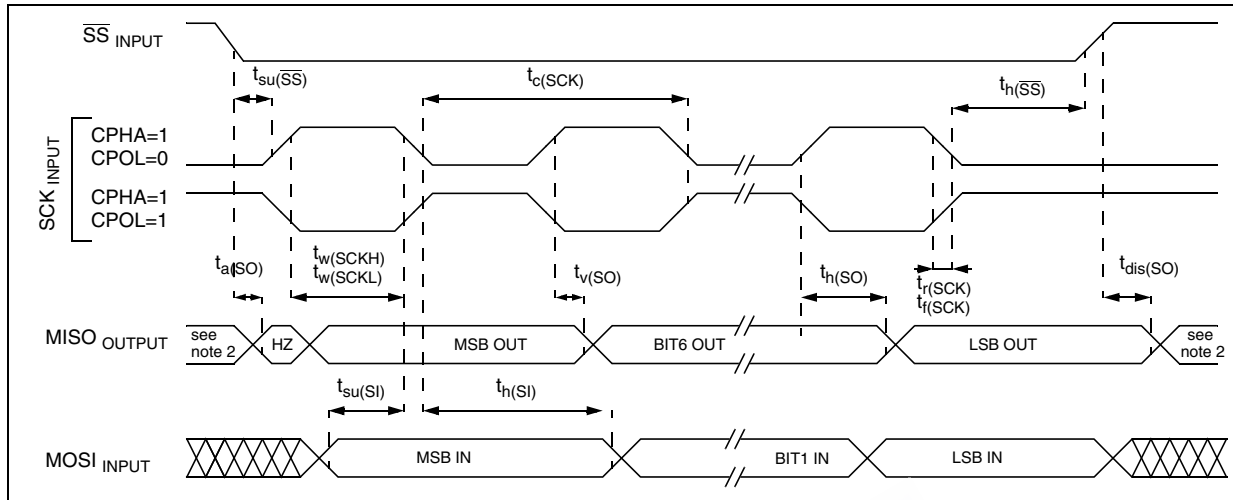 SS INPUT
tsu(SS)
tc(SCK)
th(SS)
SCK INPUT
CPHA=1
CPOL=0
CPHA=1
CPOL=1
ta(SO)
tw(SCKH)
tw(SCKL)
tv(SO)
th(SO)
tr(SCK)
tf(SCK)
tdis(SO)
MISO OUTPUT
see note 2
HZ
MSB OUT
BIT6 OUT
LSB OUT
see note 2
tsu(SI)
th(SI)
MOSI INPUT
MSB IN
BIT1 IN
LSB IN